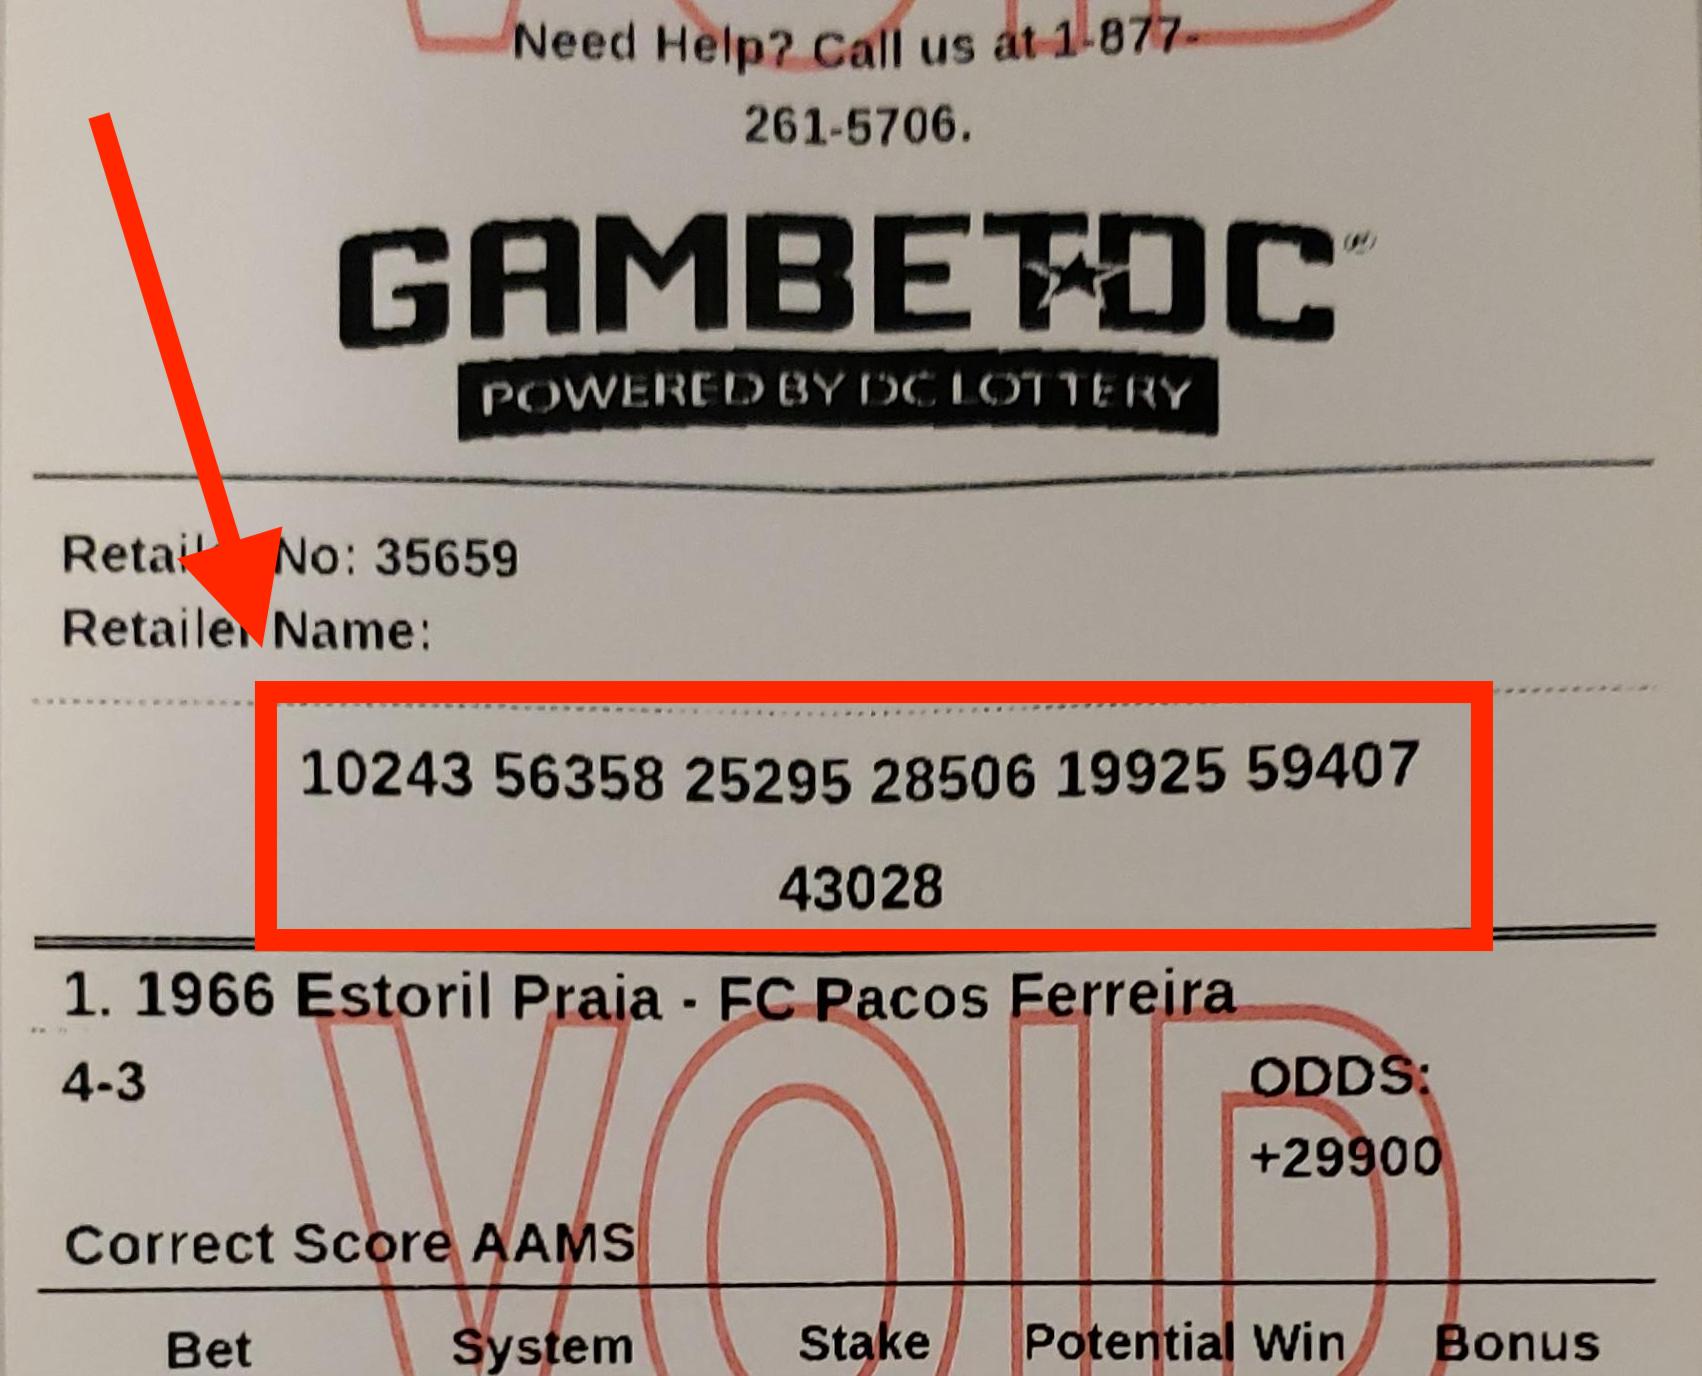 Need Help? Call us at 1-877-
261-5706.
GAMBETDC®
POWERED BY DC LOTTERY
Retailer No: 35659
Retailer Name:
10243 56358 25295 28506 19925 59407
43028
1. 1966 Estoril Praia - FC Pacos Ferreira
4-3
ODDS:
+29900
Correct Score AAMS
Bet System Stake Potential Win Bonus
VOID